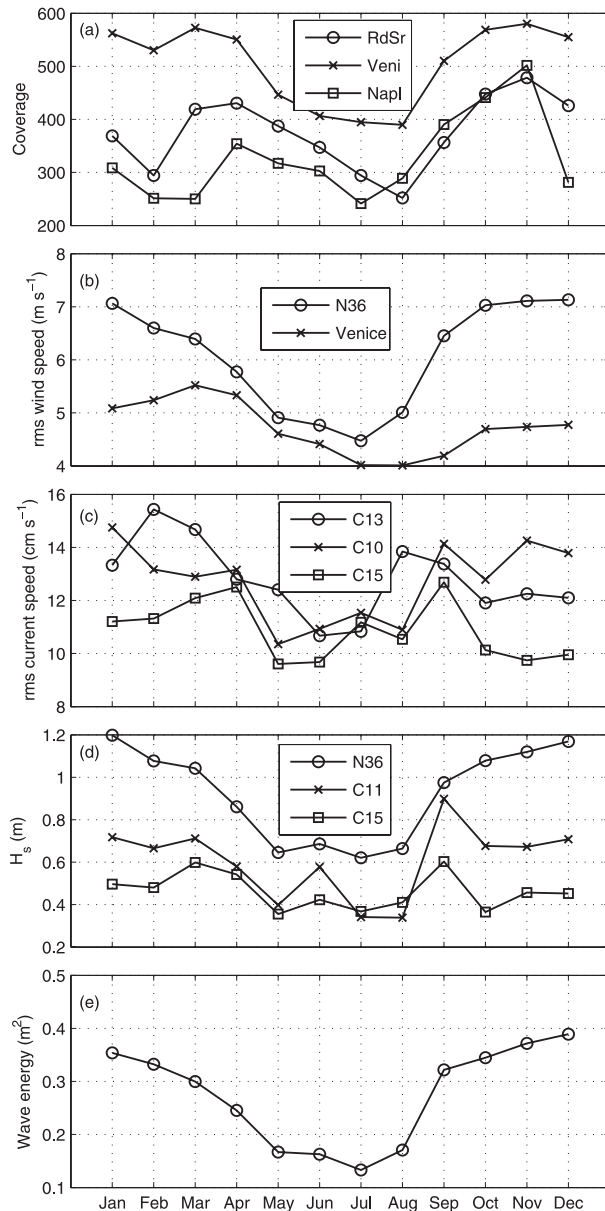 600
(a)
RdSr
Veni
Napl
500
400
300
200
Coverage
8
(b)
N36
Venice
7
6
5
4
rms wind speed (m s⁻¹)
16
(c)
C13
C10
C15
14
12
10
8
rms current speed (cm s⁻¹)
1.2
(d)
N36
C11
C15
1
0.8
0.6
0.4
0.2
Hₛ (m)
0.5
(e)
0.4
0.3
0.2
0.1
Wave energy (m²)
Jan Feb Mar Apr May Jun Jul Aug Sep Oct Nov Dec